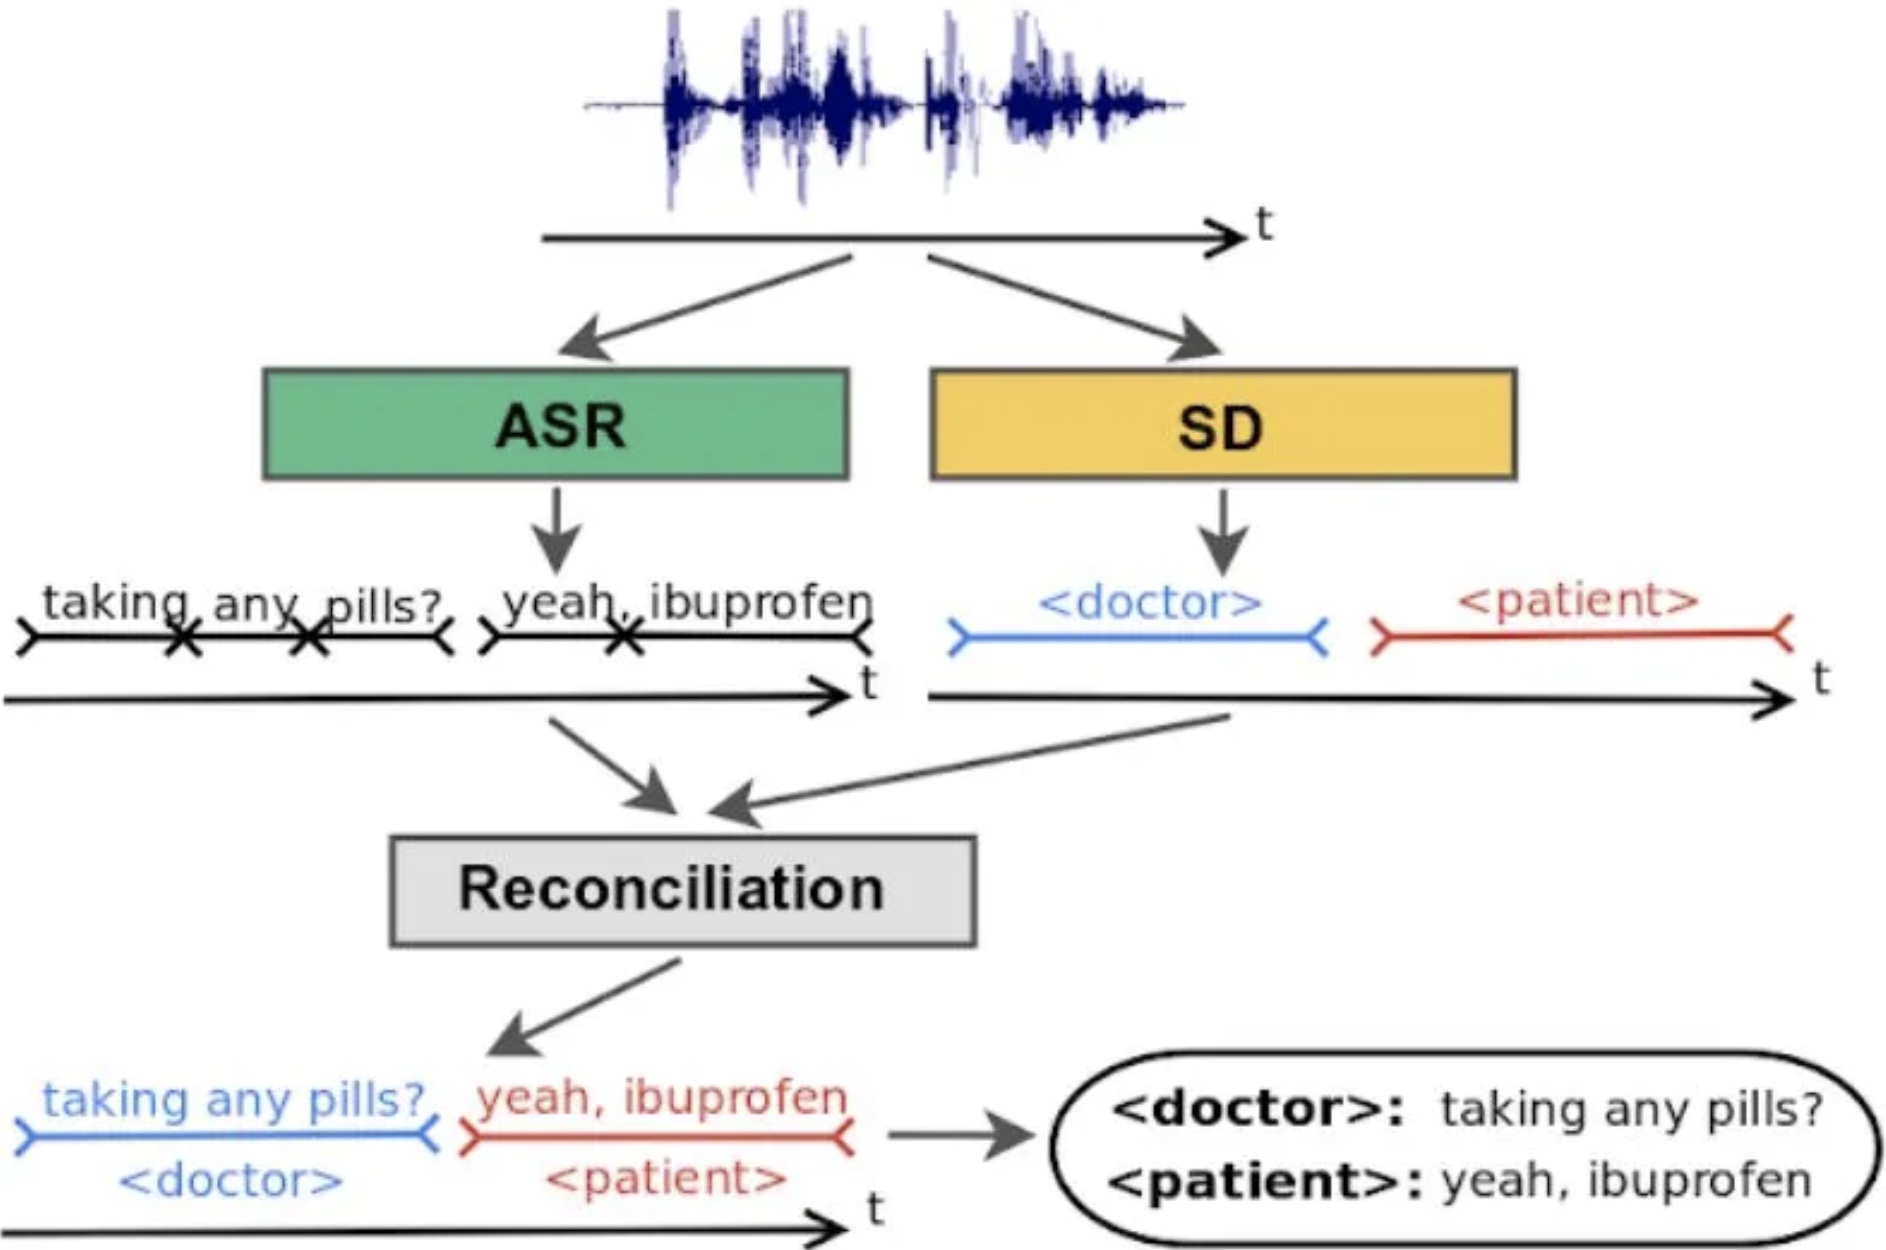 t
ASR
SD
taking any pills? yeah, ibuprofen
t
<doctor> <patient>
t
Reconciliation
taking any pills? yeah, ibuprofen
<doctor> <patient>
t
<doctor>: taking any pills?
<patient>: yeah, ibuprofen